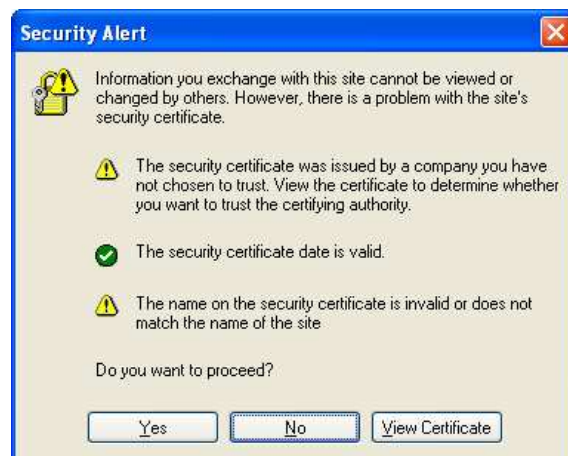 Security Alert
Information you exchange with this site cannot be viewed or
changed by others. However, there is a problem with the site's
security certificate.
The security certificate was issued by a company you have
not chosen to trust. View the certificate to determine whether
you want to trust the certifying authority.
The security certificate date is valid.
The name on the security certificate is invalid or does not
match the name of the site
Do you want to proceed?
Yes No View Certificate